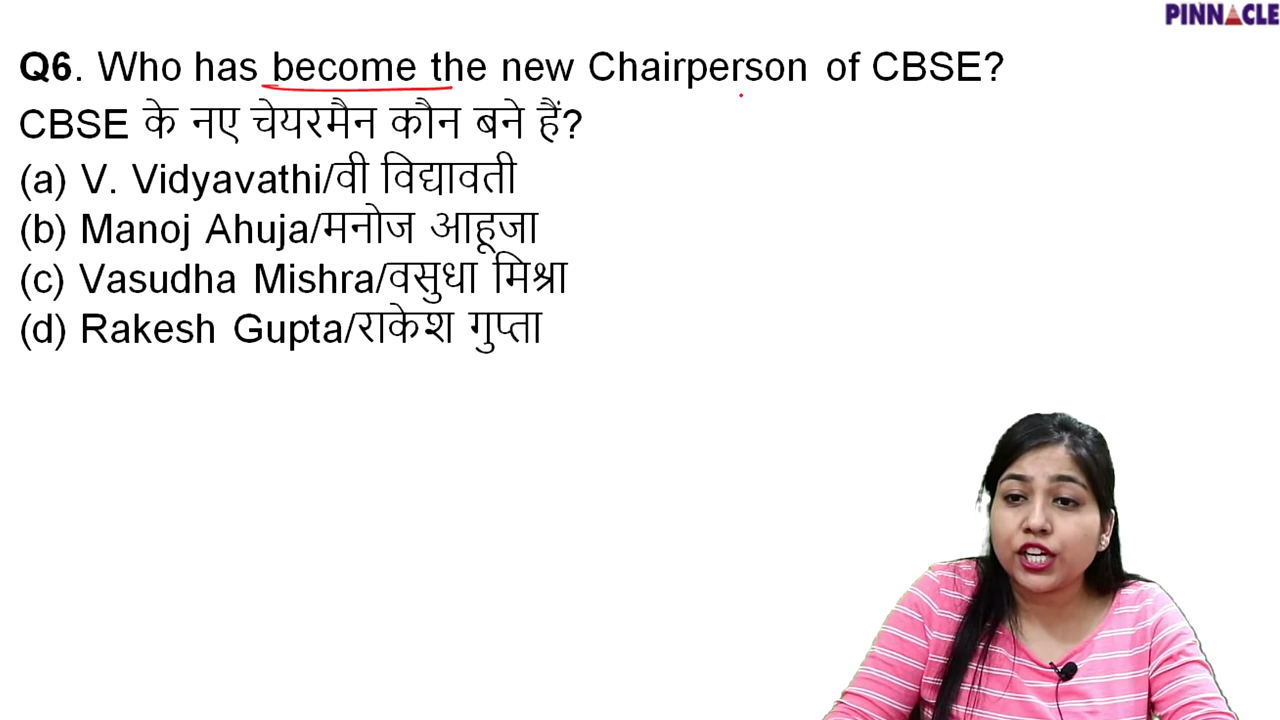 PINNACLE
Q6. Who has become the new Chairperson of CBSE?
CBSE के नए चेयरमैन कौन बने हैं?
(a) V. Vidyavathi/वी विद्यावती
(b) Manoj Ahuja/मनोज आहूजा
(c) Vasudha Mishra/वसुधा मिश्रा
(d) Rakesh Gupta/राकेश गुप्ता